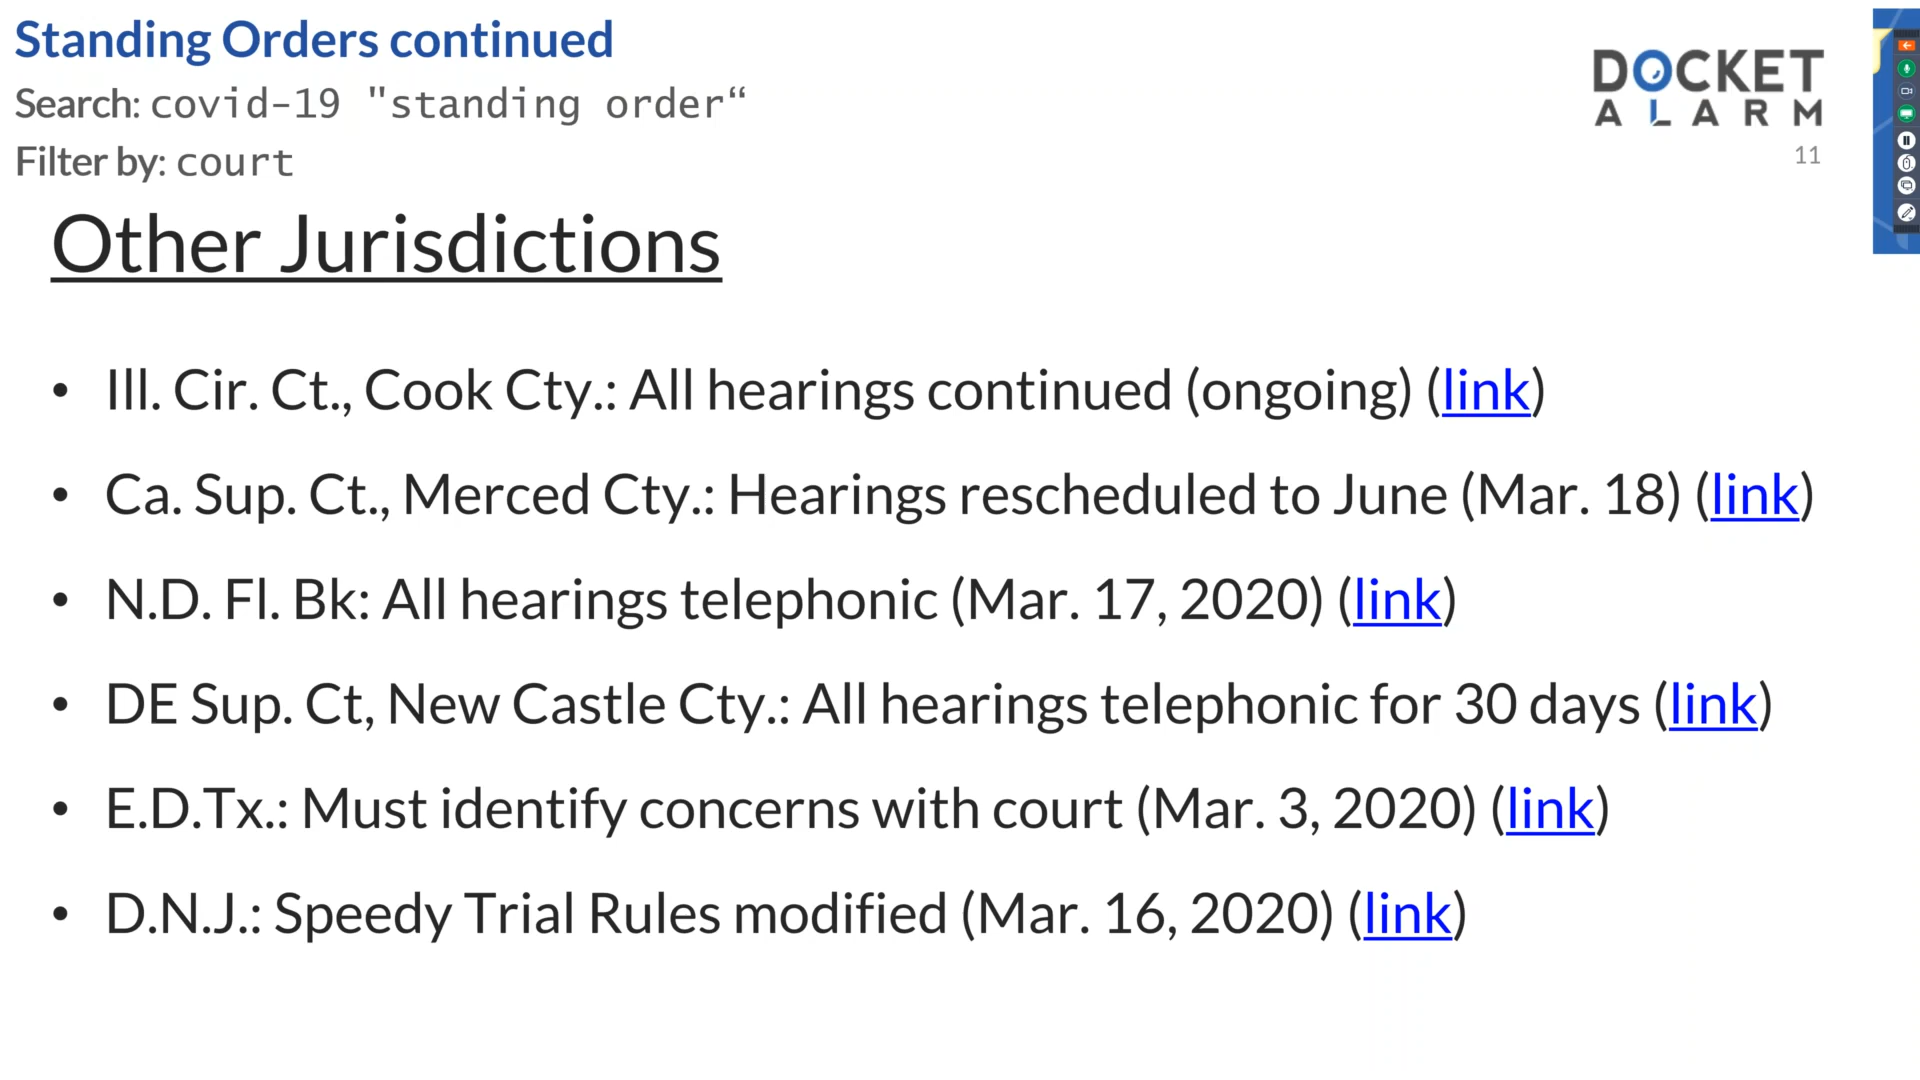 Standing Orders continued
Search: covid-19 "standing order“
Filter by: court
DOCKET
ALARM
11
Other Jurisdictions
• Ill. Cir. Ct., Cook Cty.: All hearings continued (ongoing) (link)
• Ca. Sup. Ct., Merced Cty.: Hearings rescheduled to June (Mar. 18) (link)
• N.D. Fl. Bk: All hearings telephonic (Mar. 17, 2020) (link)
• DE Sup. Ct, New Castle Cty.: All hearings telephonic for 30 days (link)
• E.D.Tx.: Must identify concerns with court (Mar. 3, 2020) (link)
• D.N.J.: Speedy Trial Rules modified (Mar. 16, 2020) (link)